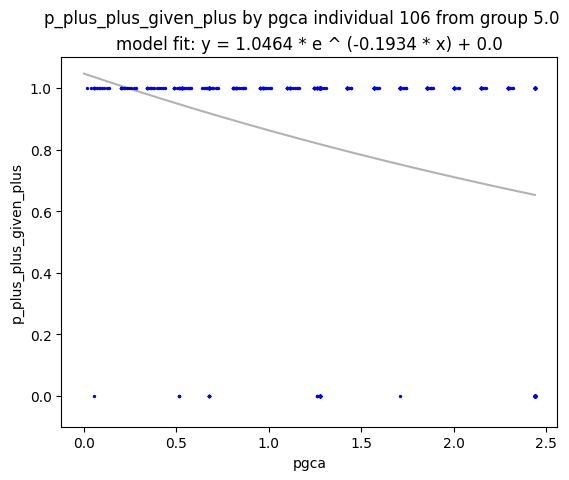 p_plus_plus_given_plus by pgca individual 106 from group 5.0
model fit: y = 1.0464 * e ^ (-0.1934 * x) + 0.0
1.0
0.8
0.6
0.4
0.2
0.0
p_plus_plus_given_plus
0.0 0.5 1.0 1.5 2.0 2.5
pgca